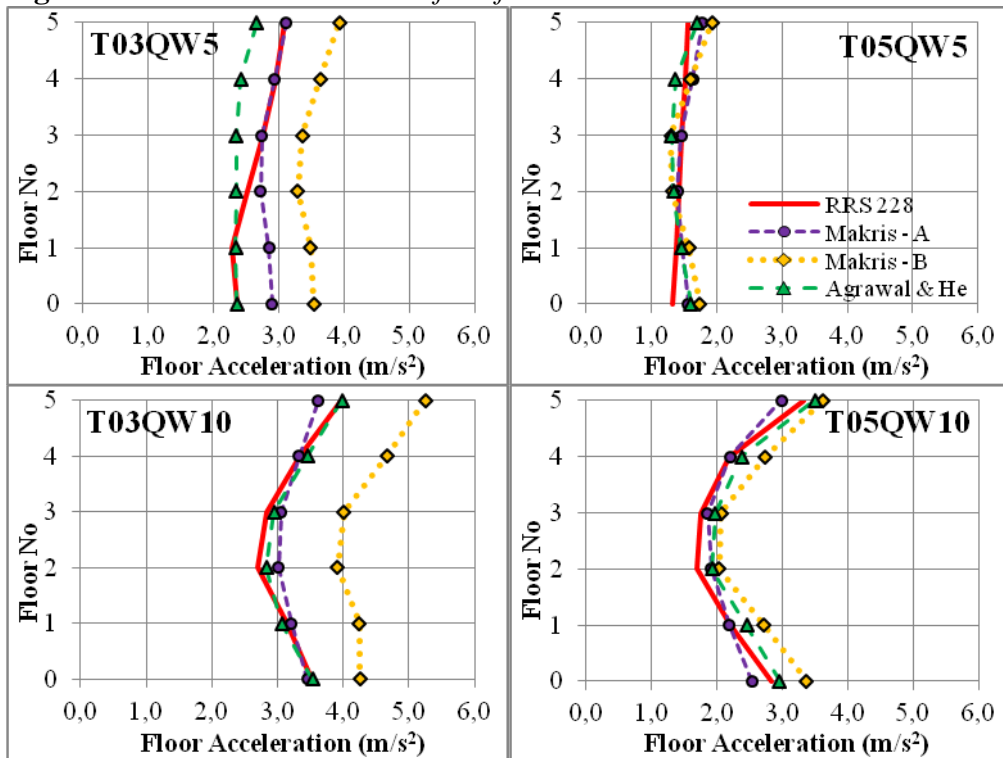 T03QW5
5
4
3
2
1
0
Floor No
0,0 1,0 2,0 3,0 4,0 5,0 6,0
Floor Acceleration (m/s²)
T05QW5
5
4
3
2
1
0
Floor No
RRS 228
Makris - A
Makris - B
Agrawal & He
0,0 1,0 2,0 3,0 4,0 5,0 6,0
Floor Acceleration (m/s²)
T03QW10
5
4
3
2
1
0
Floor No
0,0 1,0 2,0 3,0 4,0 5,0 6,0
Floor Acceleration (m/s²)
T05QW10
5
4
3
2
1
0
Floor No
0,0 1,0 2,0 3,0 4,0 5,0 6,0
Floor Acceleration (m/s²)